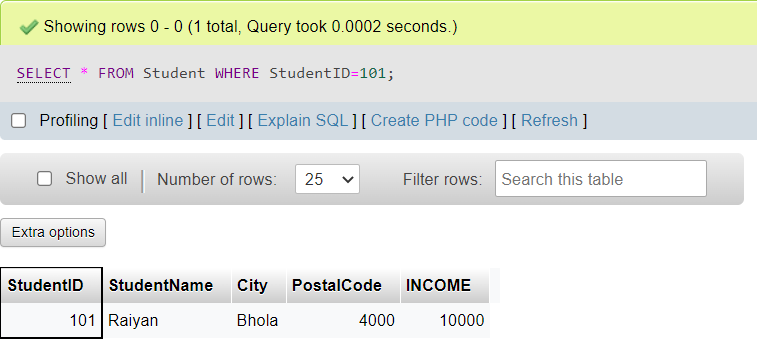 Showing rows 0 - 0 (1 total, Query took 0.0002 seconds.)
SELECT * FROM Student WHERE StudentID=101;
Profiling [ Edit inline ] [ Edit ] [ Explain SQL ] [ Create PHP code ] [ Refresh ]
Show all | Number of rows: 25 Filter rows: Search this table
Extra options
StudentID StudentName City PostalCode INCOME
101 Raiyan Bhola 4000 10000